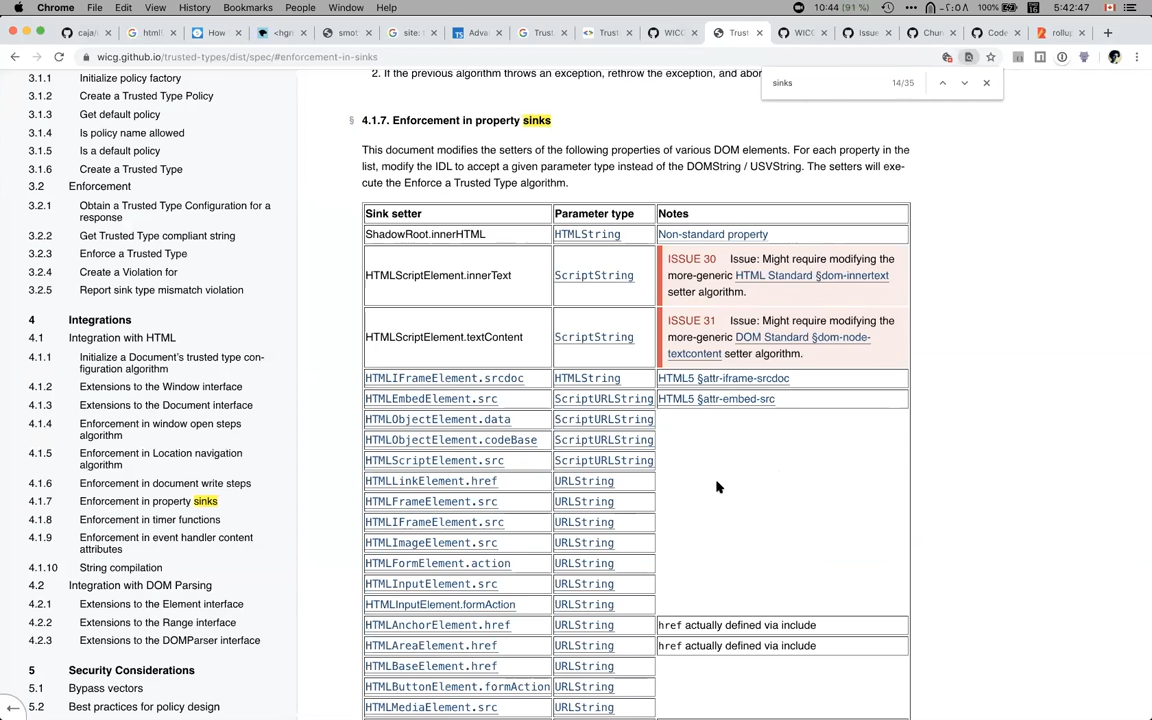 Chrome File Edit View History Bookmarks People Window Help 10:44 (91 %) 100% 5:42:47
caja/ html! How <hgn smot site:s Adva Trust Trust WICC Trust WICC Issue Chun Code rollup
wicg.github.io/trusted-types/dist/spec/#enforcement-in-sinks
sinks 14/35
3.1.1 Initialize policy factory
3.1.2 Create a Trusted Type Policy
3.1.3 Get default policy
3.1.4 Is policy name allowed
3.1.5 Is a default policy
3.1.6 Create a Trusted Type
3.2 Enforcement
3.2.1 Obtain a Trusted Type Configuration for a
response
3.2.2 Get Trusted Type compliant string
3.2.3 Enforce a Trusted Type
3.2.4 Create a Violation for
3.2.5 Report sink type mismatch violation
4 Integrations
4.1 Integration with HTML
4.1.1 Initialize a Document's trusted type con-
figuration algorithm
4.1.2 Extensions to the Window interface
4.1.3 Extensions to the Document interface
4.1.4 Enforcement in window open steps
algorithm
4.1.5 Enforcement in Location navigation
algorithm
4.1.6 Enforcement in document write steps
4.1.7 Enforcement in property sinks
4.1.8 Enforcement in timer functions
4.1.9 Enforcement in event handler content
attributes
4.1.10 String compilation
4.2 Integration with DOM Parsing
4.2.1 Extensions to the Element interface
4.2.2 Extensions to the Range interface
4.2.3 Extensions to the DOMParser interface
5 Security Considerations
5.1 Bypass vectors
5.2 Best practices for policy design
2. If the previous algorithm throws an exception, rethrow the exception, and abor
§ 4.1.7. Enforcement in property sinks
This document modifies the setters of the following properties of various DOM elements. For each property in the
list, modify the IDL to accept a given parameter type instead of the DOMString / USVString. The setters will exe-
cute the Enforce a Trusted Type algorithm.
Sink setter Parameter type Notes
ShadowRoot.innerHTML HTMLString Non-standard property
HTMLScriptElement.innerText ScriptString ISSUE 30 Issue: Might require modifying the
more-generic HTML Standard §dom-innertext
setter algorithm.
HTMLScriptElement.textContent ScriptString ISSUE 31 Issue: Might require modifying the
more-generic DOM Standard §dom-node-
textcontent setter algorithm.
HTMLIFrameElement.srcdoc HTMLString HTML5 §attr-iframe-srcdoc
HTMLEmbedElement.src ScriptURLString HTML5 §attr-embed-src
HTMLObjectElement.data ScriptURLString
HTMLObjectElement.codeBase ScriptURLString
HTMLScriptElement.src ScriptURLString
HTMLLinkElement.href URLString
HTMLFrameElement.src URLString
HTMLIFrameElement.src URLString
HTMLImageElement.src URLString
HTMLFormElement.action URLString
HTMLInputElement.src URLString
HTMLInputElement.formAction URLString
HTMLAnchorElement.href URLString href actually defined via include
HTMLAreaElement.href URLString href actually defined via include
HTMLBaseElement.href URLString
HTMLButtonElement.formAction URLString
HTMLMediaElement.src URLString